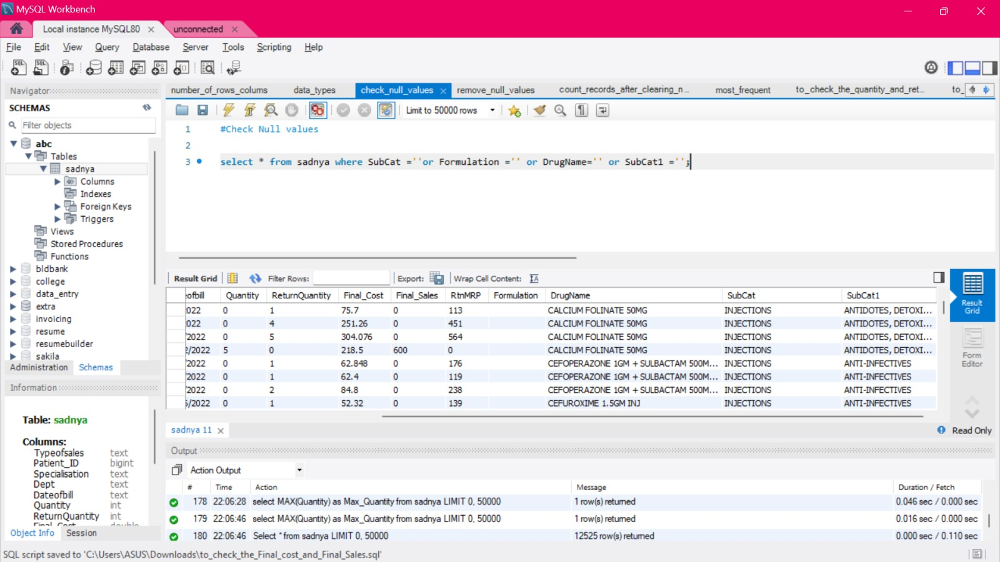 MySQL Workbench
Local instance MySQL80
unconnected
File Edit View Query Database Server Tools Scripting Help
Navigator
SCHEMAS
Filter objects
abc
Tables
sadnya
Columns
Indexes
Foreign Keys
Triggers
Views
Stored Procedures
Functions
bldbank
college
data_entry
extra
invoicing
resume
resumebuilder
sakila
Administration Schemas
Information
Table: sadnya
Columns:
Typeofsales text
Patient_ID bigint
Specialisation text
Dept text
Dateofbill text
Quantity int
ReturnQuantity int
Object Info Session
number_of_rows_colums data_types check_null_values remove_null_values count_records_after_clearing_n... most_frequent to_check_the_quantity_and_ret... to_
Limit to 50000 rows
1 #Check Null values
2
3 select * from sadnya where SubCat =''or Formulation ='' or DrugName='' or SubCat1 ='';
Result Grid Filter Rows: Export: Wrap Cell Content:
ofbill Quantity ReturnQuantity Final_Cost Final_Sales RtnMRP Formulation DrugName SubCat SubCat1
022 0 1 75.7 0 113 CALCIUM FOLINATE 50MG INJECTIONS ANTIDOTES, DETOXI...
022 0 4 251.26 0 451 CALCIUM FOLINATE 50MG INJECTIONS ANTIDOTES, DETOXI...
022 0 5 304.076 0 564 CALCIUM FOLINATE 50MG INJECTIONS ANTIDOTES, DETOXI...
2/2022 5 0 218.5 600 0 CALCIUM FOLINATE 50MG INJECTIONS ANTIDOTES, DETOXI...
/2022 0 1 62.848 0 176 CEFOPERAZONE 1GM + SULBACTAM 500M... INJECTIONS ANTI-INFECTIVES
/2022 0 1 62.4 0 119 CEFOPERAZONE 1GM + SULBACTAM 500M... INJECTIONS ANTI-INFECTIVES
/2022 0 2 84.8 0 238 CEFOPERAZONE 1GM + SULBACTAM 500M... INJECTIONS ANTI-INFECTIVES
5/2022 0 1 52.32 0 139 CEFUROXIME 1.5GM INJ INJECTIONS ANTI-INFECTIVES
Result Grid
Form Editor
sadnya 11
Read Only
Output
Action Output
# Time Action Message Duration / Fetch
178 22:06:28 select MAX(Quantity) as Max_Quantity from sadnya LIMIT 0, 50000 1 row(s) returned 0.046 sec / 0.000 sec
179 22:06:46 select MAX(Quantity) as Max_Quantity from sadnya LIMIT 0, 50000 1 row(s) returned 0.016 sec / 0.000 sec
180 22:06:46 Select * from sadnya LIMIT 0, 50000 12525 row(s) returned 0.000 sec / 0.110 sec
SQL script saved to 'C:\Users\ASUS\Downloads\to_check_the_Final_cost_and_Final_Sales.sql'